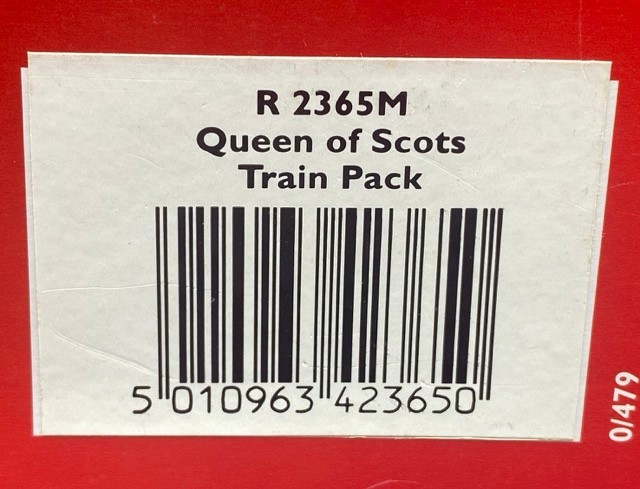 R 2365M
Queen of Scots
Train Pack
5 010963 423650
0/479